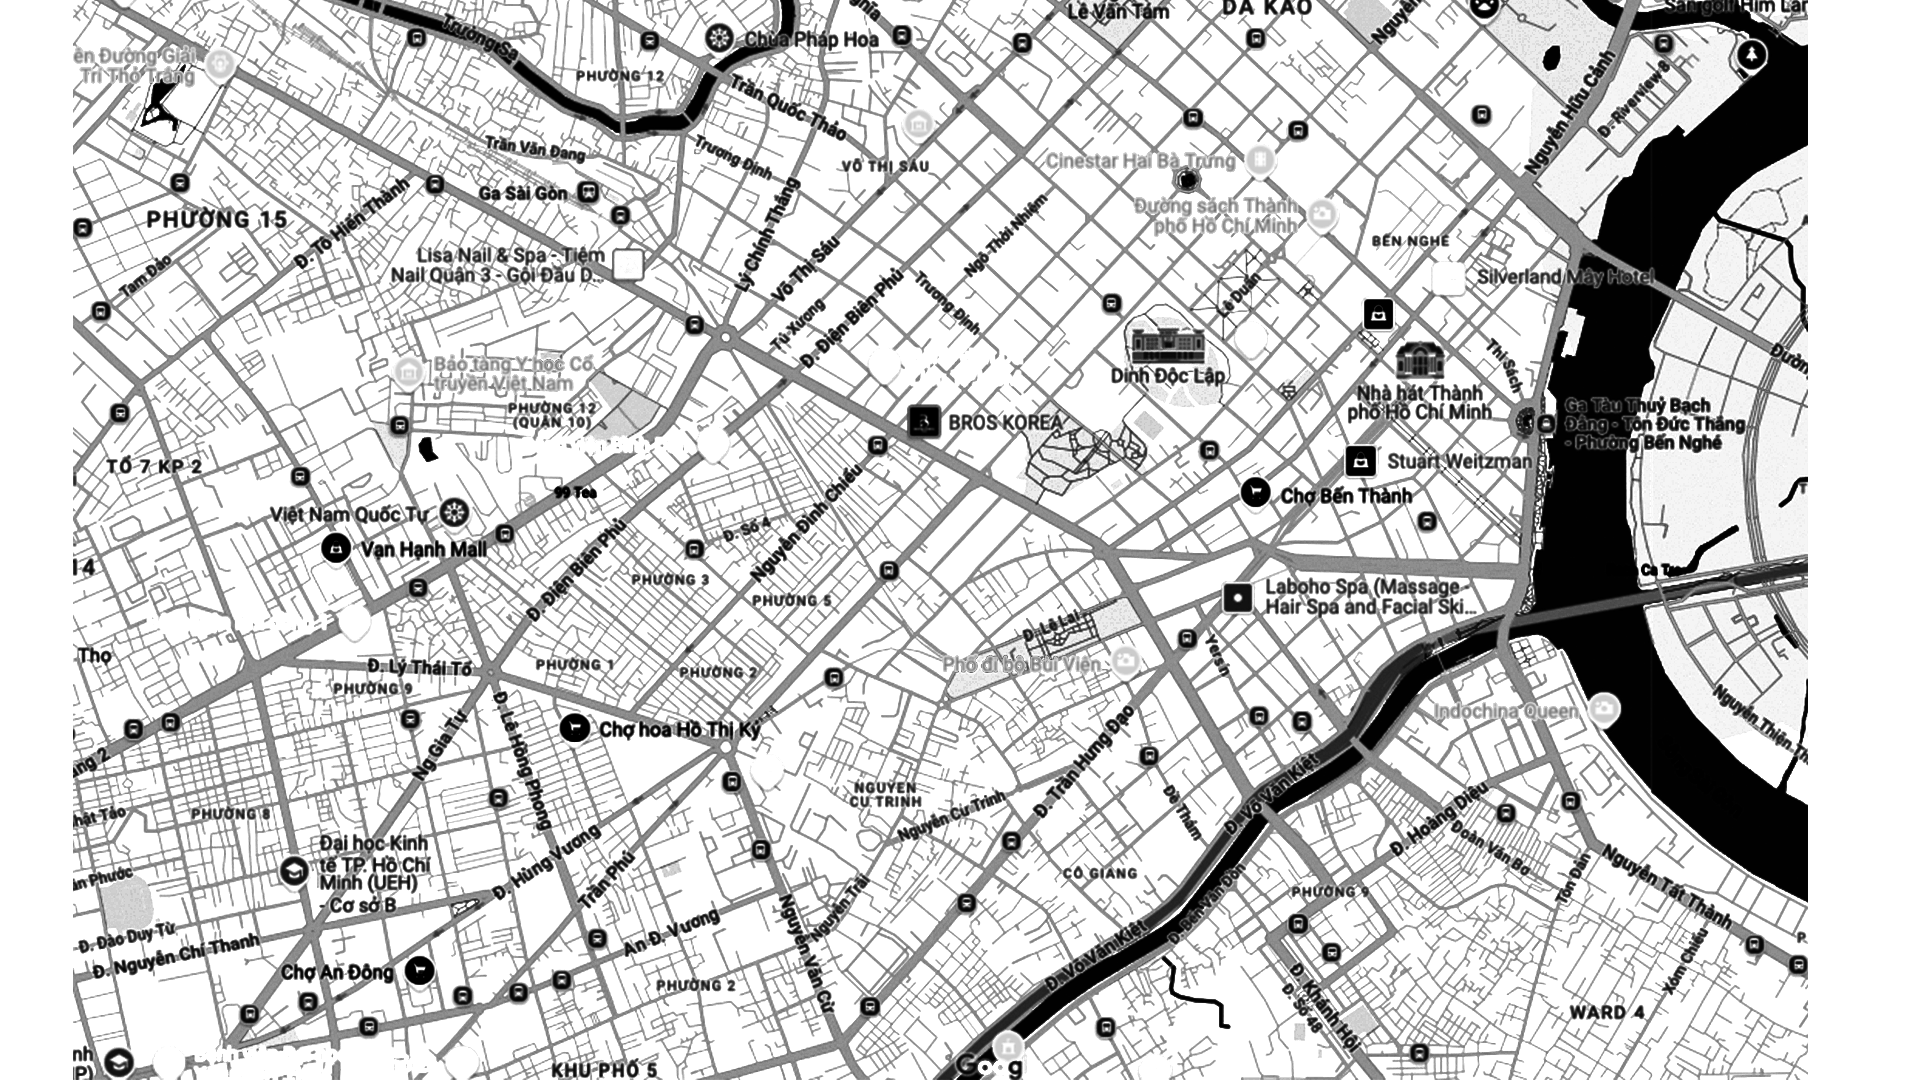 Lê Văn Tám
ĐA KAO
Trường Sa
Chùa Pháp Hoa
PHƯỜNG 12
Trần Quốc Thảo
Nguyễn Hữu Cảnh
Đ. Riverview 8
Trí Thọ Trang
Trần Văn Đang
Trương Định
VÕ THỊ SÁU
Cinestar Hai Bà Trưng
Ga Sài Gòn
PHƯỜNG 15
Đ. Tô Hiến Thành
Lý Chính Thắng
Đường sách Thành
phố Hồ Chí Minh
BẾN NGHÉ
Lisa Nail & Spa - Tiệm
Nail Quận 3 - Gội Đầu D...
Tam Đảo
Võ Thị Sáu
Ngô Thời Nhiệm
Silverland Mây Hotel
Đ. Điện Biên Phủ
Trương Định
Lê Duẩn
Tú Xương
Bảo tàng Y học Cổ
truyền Việt Nam
Dinh Độc Lập
Thi Sách
Nhà hát Thành
phố Hồ Chí Minh
PHƯỜNG 12
(QUẬN 10)
BROS KOREA
Ga Tàu Thuỷ Bạch
Đằng - Tôn Đức Thắng
- Phường Bến Nghé
TỔ 7 KP 2
Stuart Weitzman
99 Tea
Chợ Bến Thành
Việt Nam Quốc Tự
Vạn Hạnh Mall
Đ. Số 4
Nguyễn Đình Chiểu
14
Đ. Điện Biên Phủ
PHƯỜNG 3
PHƯỜNG 5
Laboho Spa (Massage -
Hair Spa and Facial Ski...
Đ. Lê Lai
Thọ
Đ. Lý Thái Tổ
PHƯỜNG 1
PHƯỜNG 2
Phố đi bộ Bùi Viện
Yersin
PHƯỜNG 9
Đ. Lê Hồng Phong
Ngô Gia Tự
Chợ hoa Hồ Thị Kỷ
Indochina Queen
Đ. Trần Hưng Đạo
NGUYỄN
CƯ TRINH
Nguyễn Cư Trinh
Đề Thám
Đ. Võ Văn Kiệt
Đ. Hoàng Diệu
Đoàn Văn Bơ
PHƯỜNG 8
Đại học Kinh
tế TP. Hồ Chí
Minh (UEH)
- Cơ sở B
Đ. Hùng Vương
Trần Phú
CÔ GIANG
Đ. Bến Vân Đồn
PHƯỜNG 9
Tôn Đản
Nguyễn Tất Thành
Đ. Đào Duy Từ
Đ. Nguyễn Chí Thanh
An D. Vương
Nguyễn Trãi
Nguyễn Văn Cừ
Chợ An Đông
PHƯỜNG 2
Đ. Võ Văn Kiệt
Đ. Khánh Hội
Đ. Số 48
Xóm Chiếu
WARD 4
KHU PHỐ 5